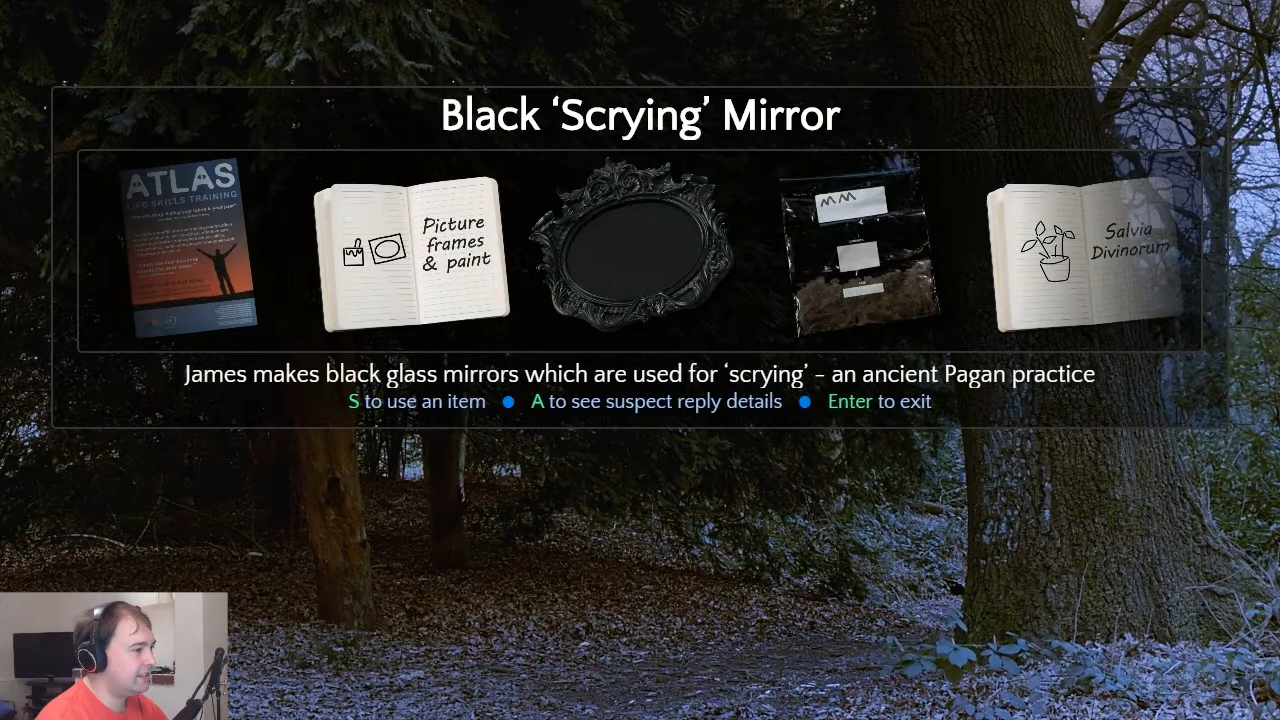 Black ‘Scrying’ Mirror
ATLAS
LIFE SKILLS TRAINING
Picture
frames
& paint
MM
Salvia
Divinorum
James makes black glass mirrors which are used for ‘scrying’ – an ancient Pagan practice
S to use an item ● A to see suspect reply details ● Enter to exit